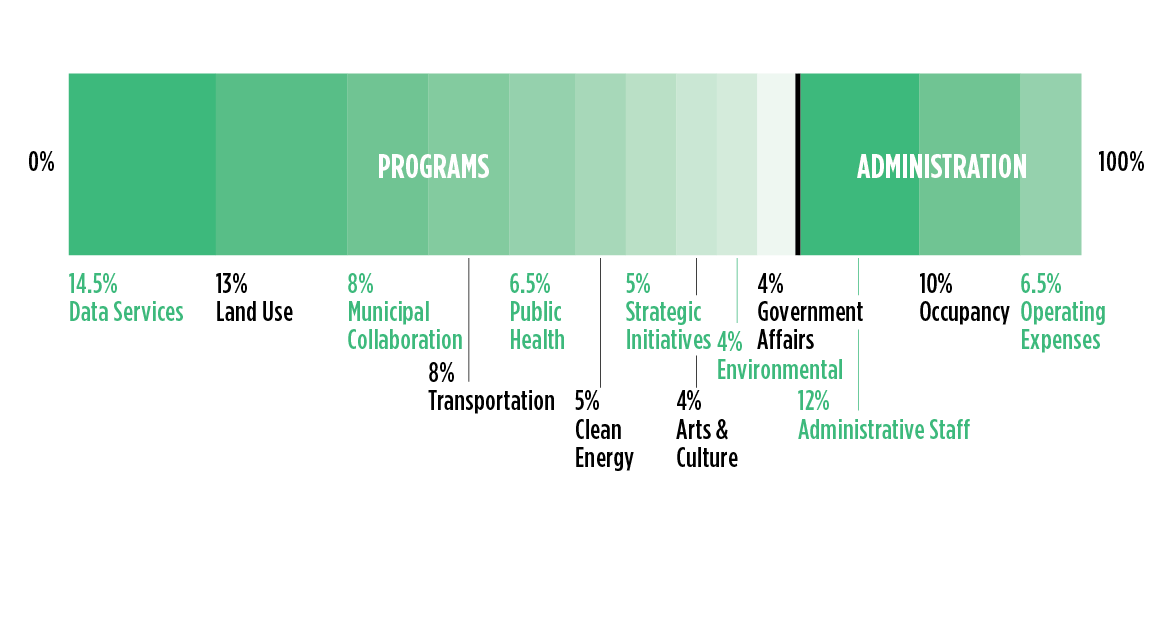 0%
PROGRAMS
ADMINISTRATION
100%
14.5%
Data Services
13%
Land Use
8%
Municipal
Collaboration
8%
Transportation
6.5%
Public
Health
5%
Clean
Energy
5%
Strategic
Initiatives
4%
Arts &
Culture
4%
Environmental
4%
Government
Affairs
12%
Administrative Staff
10%
Occupancy
6.5%
Operating
Expenses